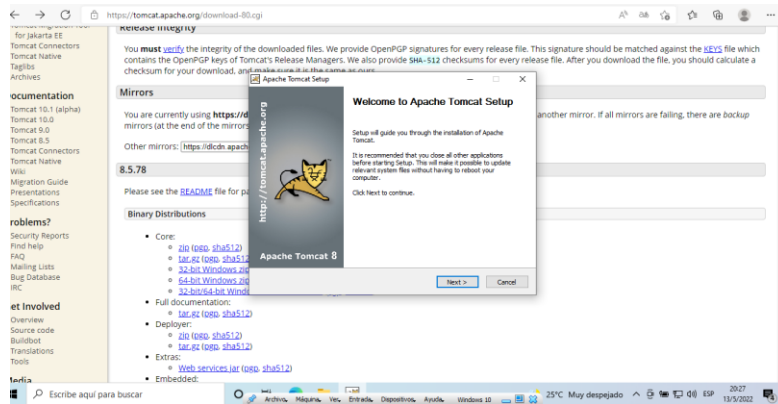 https://tomcat.apache.org/download-80.cgi
for Jakarta EE
Tomcat Connectors
Tomcat Native
Taglibs
Archives
ocumentation
Tomcat 10.1 (alpha)
Tomcat 10.0
Tomcat 9.0
Tomcat 8.5
Tomcat Connectors
Tomcat Native
Wiki
Migration Guide
Presentations
Specifications
roblems?
Security Reports
Find help
FAQ
Mailing Lists
Bug Database
IRC
et Involved
Overview
Source code
Buildbot
Translations
Tools
Release Integrity
You must verify the integrity of the downloaded files. We provide OpenPGP signatures for every release file. This signature should be matched against the KEYS file which
contains the OpenPGP keys of Tomcat's Release Managers. We also provide SHA-512 checksums for every release file. After you download the file, you should calculate a
checksum for your download, and make sure it is the same as ours.
Mirrors
You are currently using https://d another mirror. If all mirrors are failing, there are backup
mirrors (at the end of the mirrors
Other mirrors: https://dlcdn.apach
8.5.78
Please see the README file for pa
Binary Distributions
Core:
zip (pgp, sha512)
tar.gz (pgp, sha512
32-bit Windows zip
64-bit Windows zip
32-bit/64-bit Windo
Full documentation:
tar.gz (pgp, sha512)
Deployer:
zip (pgp, sha512)
tar.gz (pgp, sha512)
Extras:
Web services jar (pgp, sha512)
Embedded:
Apache Tomcat Setup
http://tomcat.apache.org
Apache Tomcat 8
Welcome to Apache Tomcat Setup
Setup will guide you through the installation of Apache
Tomcat.
It is recommended that you close all other applications
before starting Setup. This will make it possible to update
relevant system files without having to reboot your
computer.
Click Next to continue.
Next >
Cancel
Escribe aquí para buscar
Archivo Máquina Ver Entrada Dispositivos Ayuda Windows 10
25°C Muy despejado
ESP
20:27
13/5/2022